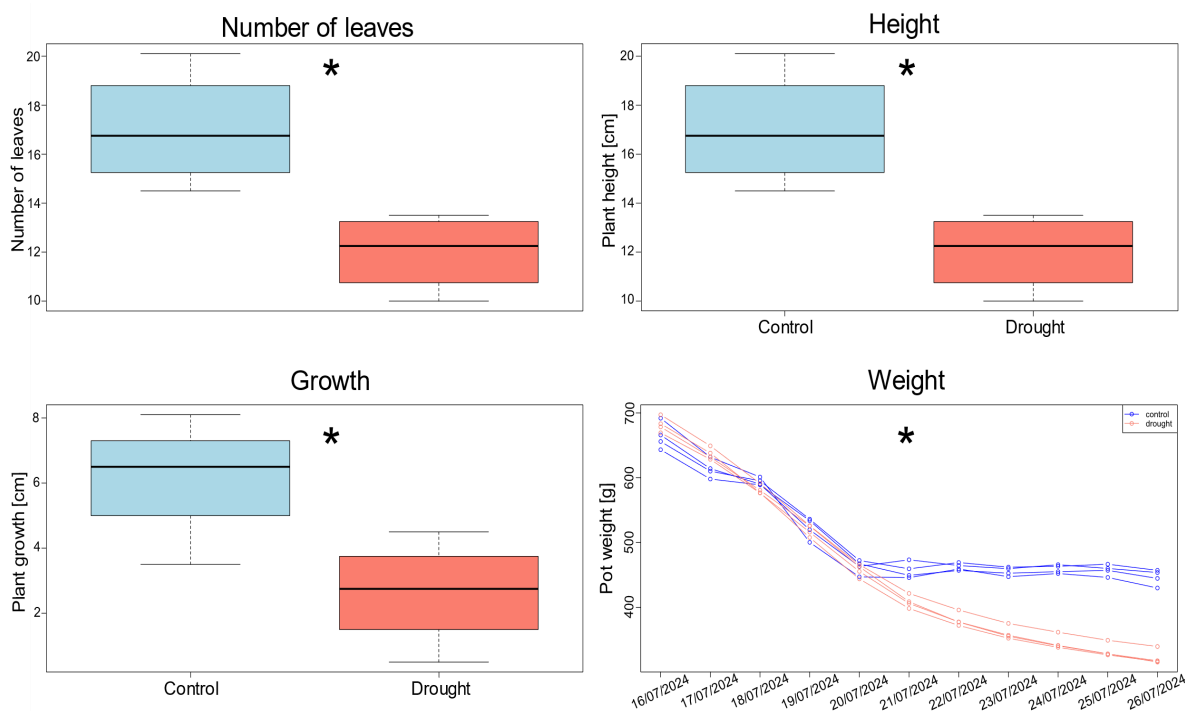 Number of leaves
Number of leaves
20
18
16
14
12
10
*
Height
Plant height [cm]
20
18
16
14
12
10
*
Control
Drought
Growth
Plant growth [cm]
8
6
4
2
*
Control
Drought
Weight
Pot weight [g]
700
600
500
400
*
control
drought
16/07/2024
17/07/2024
18/07/2024
19/07/2024
20/07/2024
21/07/2024
22/07/2024
23/07/2024
24/07/2024
25/07/2024
26/07/2024